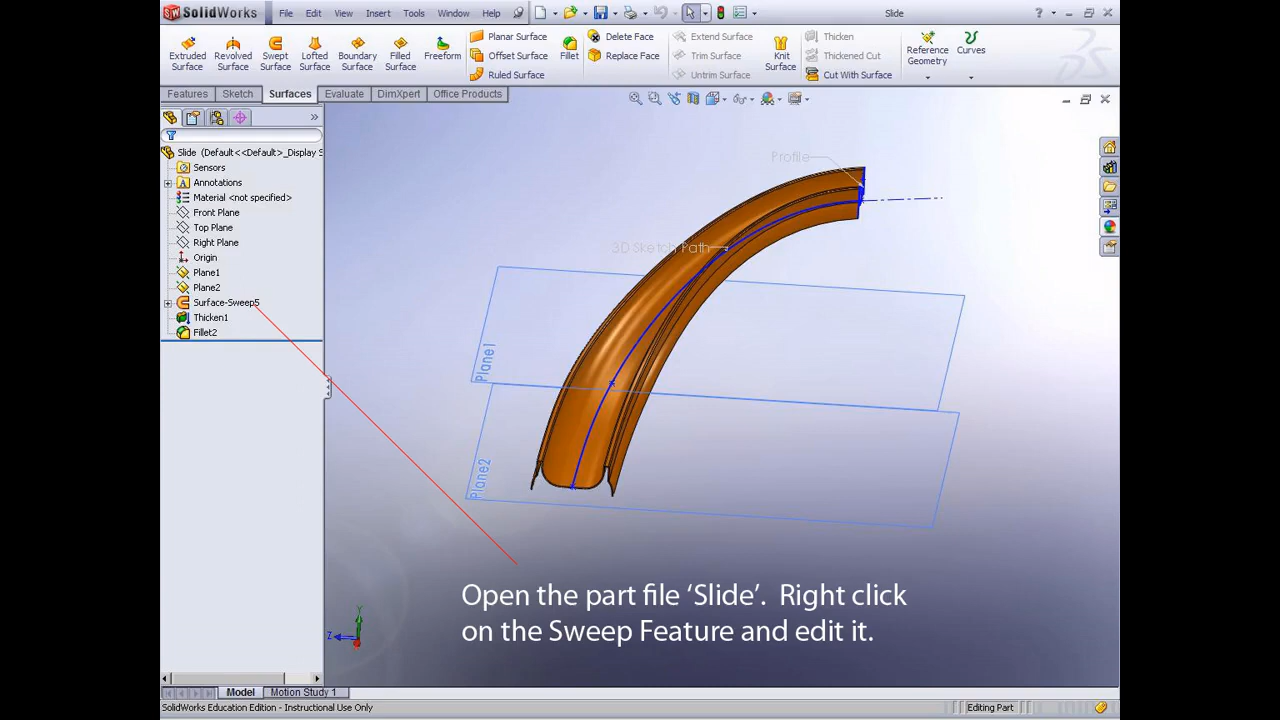 SolidWorks File Edit View Insert Tools Window Help Slide
Extruded Surface
Revolved Surface
Swept Surface
Lofted Surface
Boundary Surface
Filled Surface
Freeform
Planar Surface
Offset Surface
Ruled Surface
Fillet
Delete Face
Replace Face
Extend Surface
Trim Surface
Untrim Surface
Knit Surface
Thicken
Thickened Cut
Cut With Surface
Reference Geometry
Curves
Features Sketch Surfaces Evaluate DimXpert Office Products
Slide (Default<<Default>_Display S
Sensors
Annotations
Material <not specified>
Front Plane
Top Plane
Right Plane
Origin
Plane1
Plane2
Surface-Sweep5
Thicken1
Fillet2
Profile
3D Sketch Path
Plane1
Plane2
Open the part file ‘Slide’. Right click
on the Sweep Feature and edit it.
Y
Z
Model Motion Study 1
SolidWorks Education Edition - Instructional Use Only Editing Part